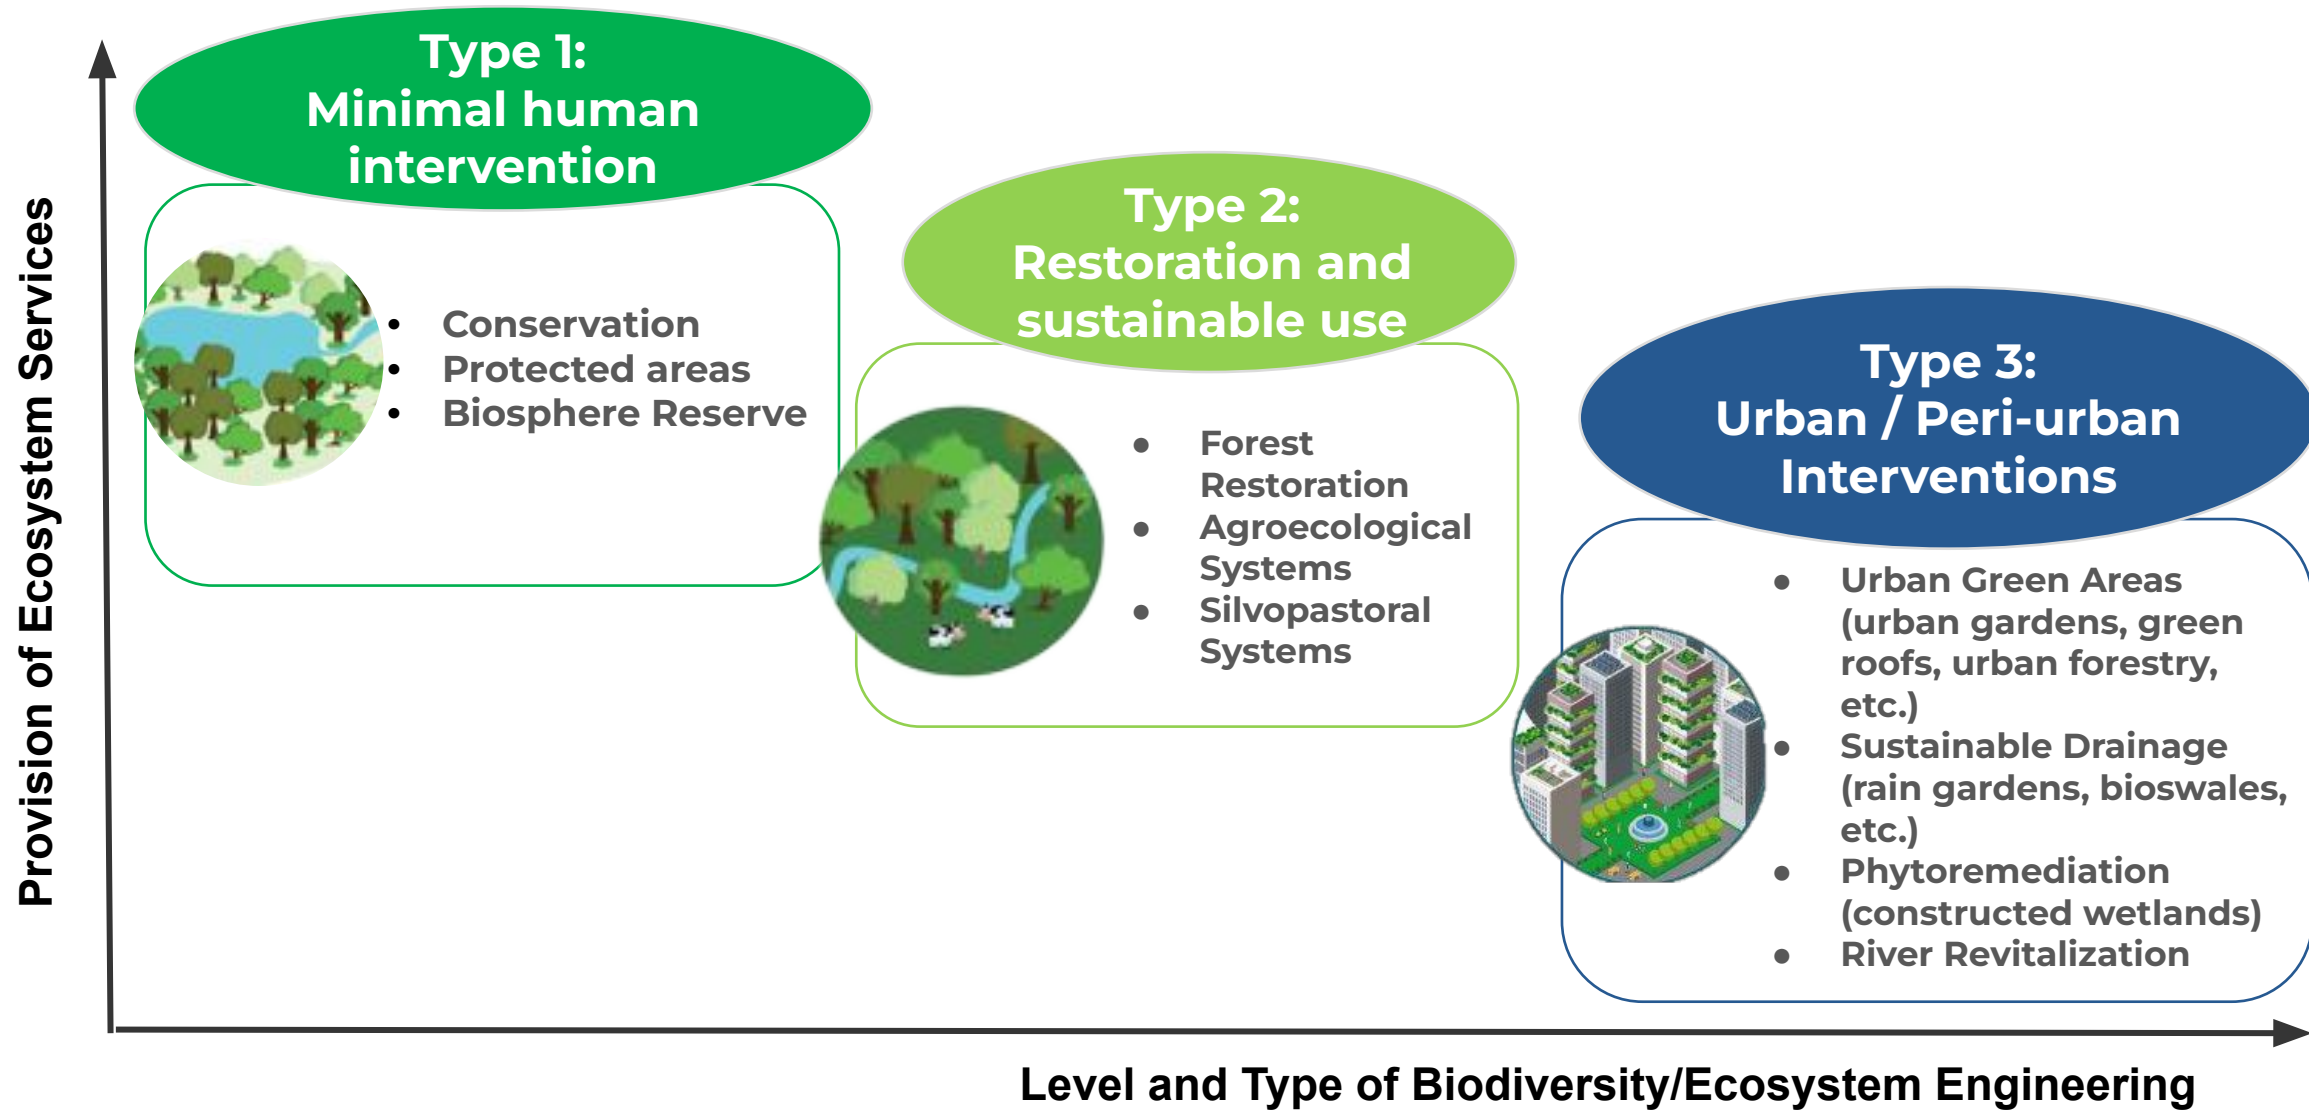 Type 1:
Minimal human
intervention
• Conservation
• Protected areas
• Biosphere Reserve
Type 2:
Restoration and
sustainable use
● Forest
Restoration
● Agroecological
Systems
● Silvopastoral
Systems
Type 3:
Urban / Peri-urban
Interventions
● Urban Green Areas
(urban gardens, green
roofs, urban forestry,
etc.)
● Sustainable Drainage
(rain gardens, bioswales,
etc.)
● Phytoremediation
(constructed wetlands)
● River Revitalization
Provision of Ecosystem Services
Level and Type of Biodiversity/Ecosystem Engineering